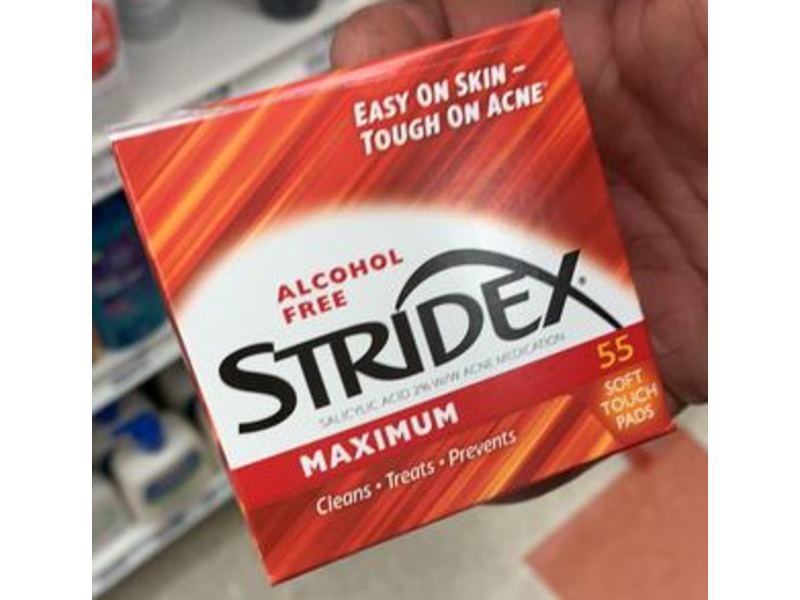 EASY ON SKIN –
TOUGH ON ACNE
ALCOHOL
FREE
STRIDEX®
SALICYLIC ACID 2% W/W ACNE MEDICATION
MAXIMUM
55
SOFT
TOUCH
PADS
Cleans • Treats • Prevents